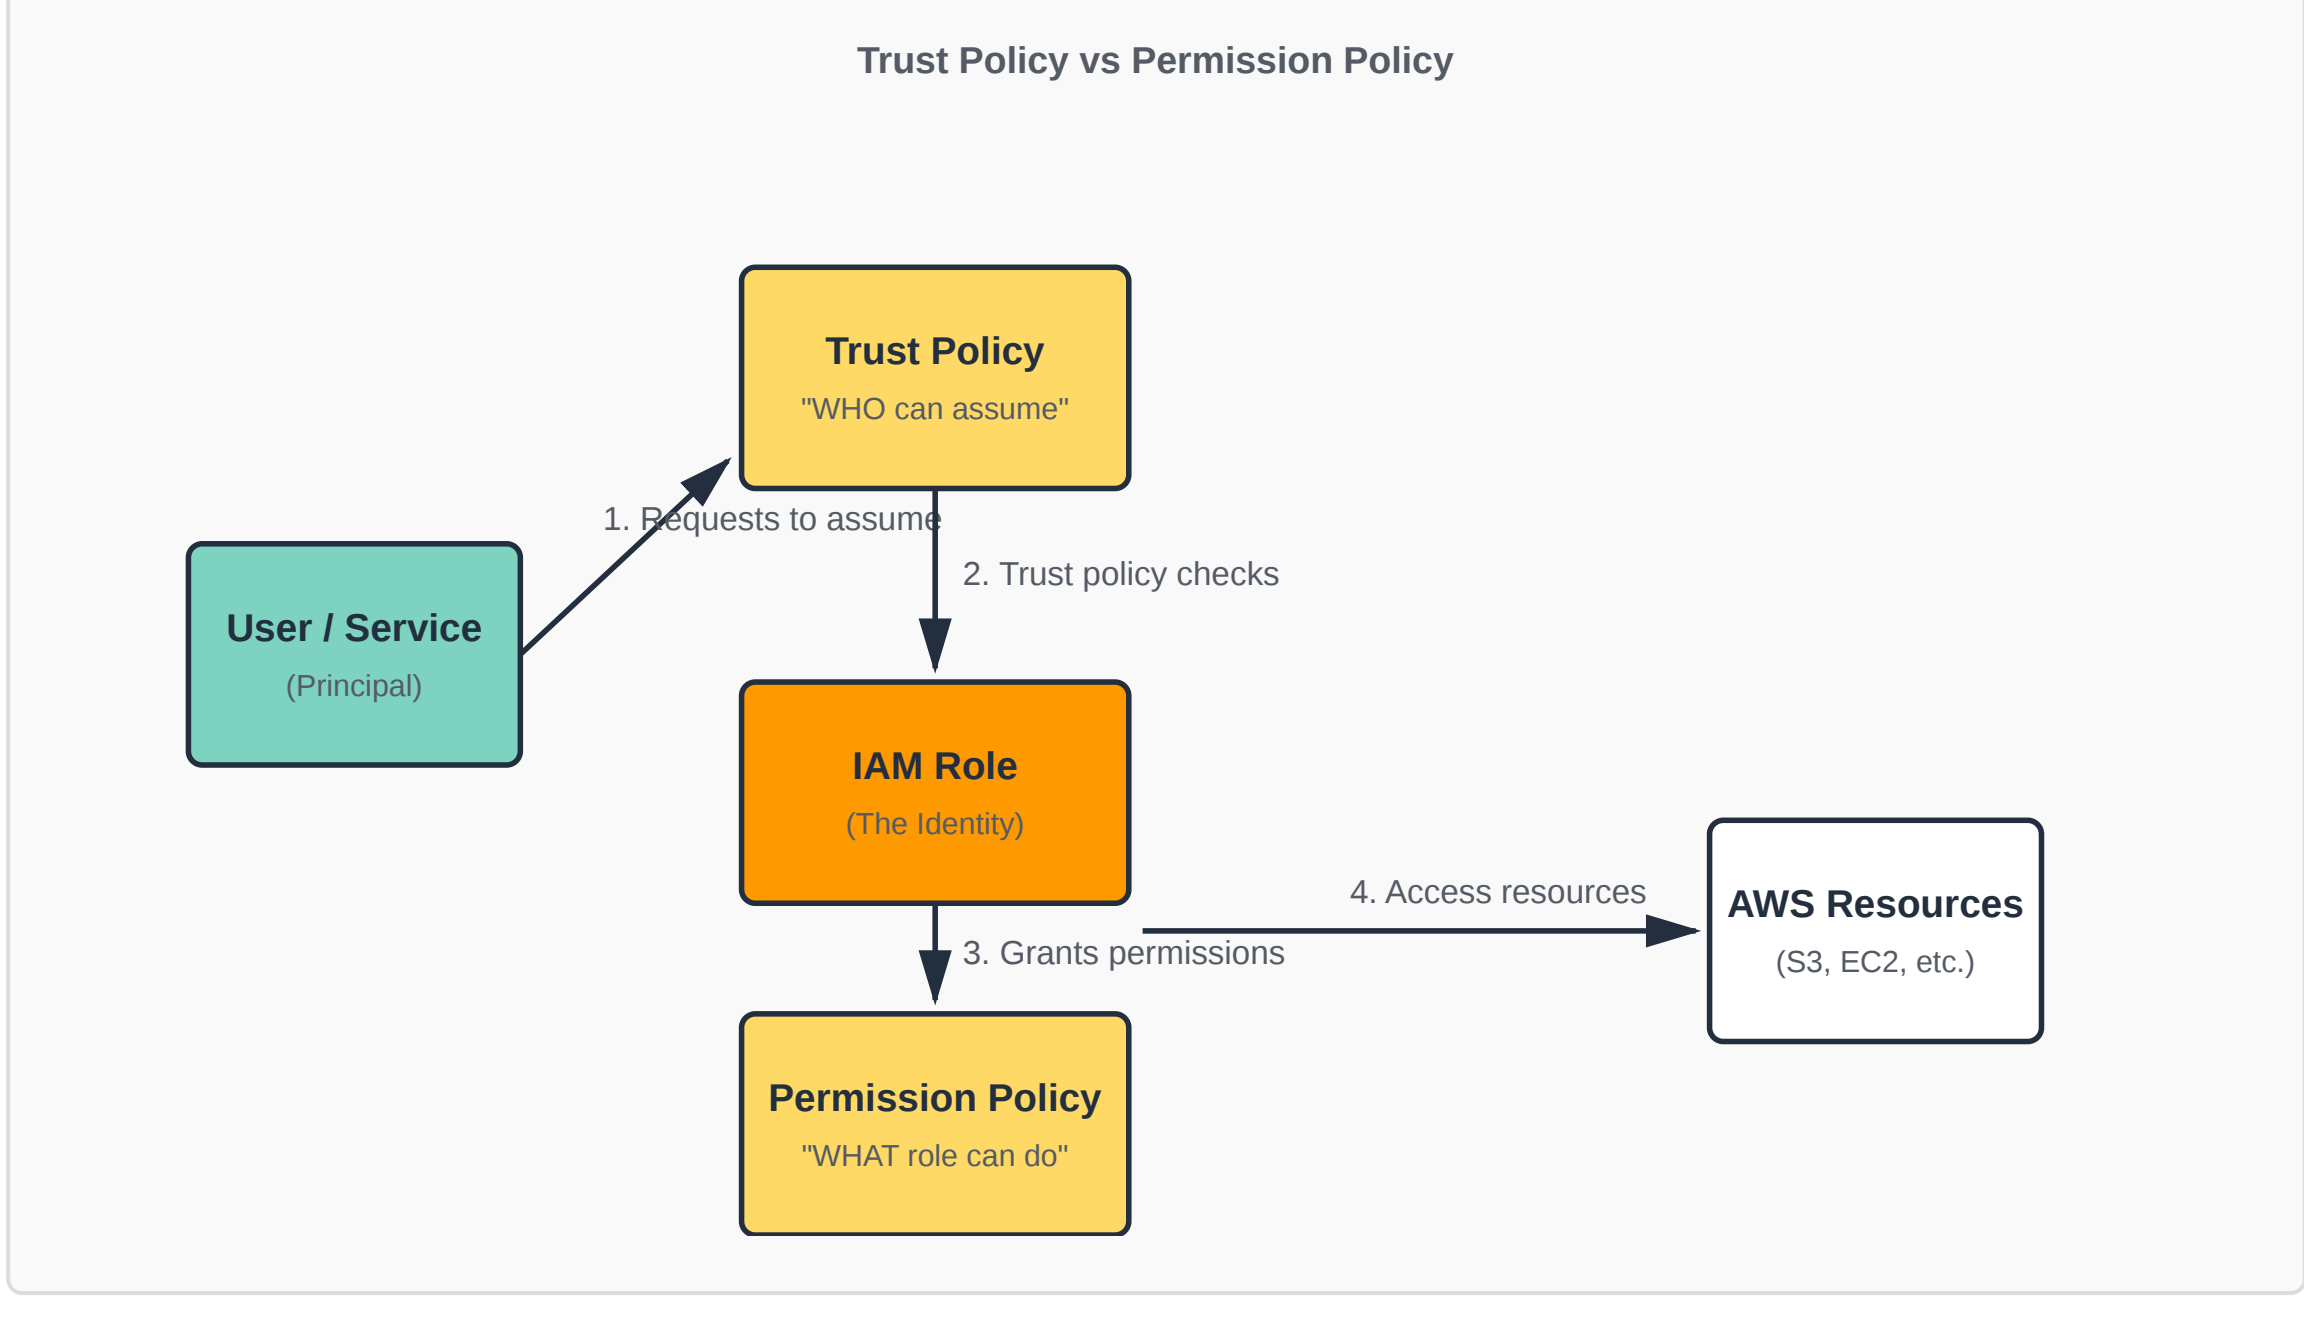 Trust Policy vs Permission Policy
Trust Policy
"WHO can assume"
1. Requests to assume
2. Trust policy checks
User / Service
(Principal)
IAM Role
(The Identity)
4. Access resources
AWS Resources
(S3, EC2, etc.)
3. Grants permissions
Permission Policy
"WHAT role can do"